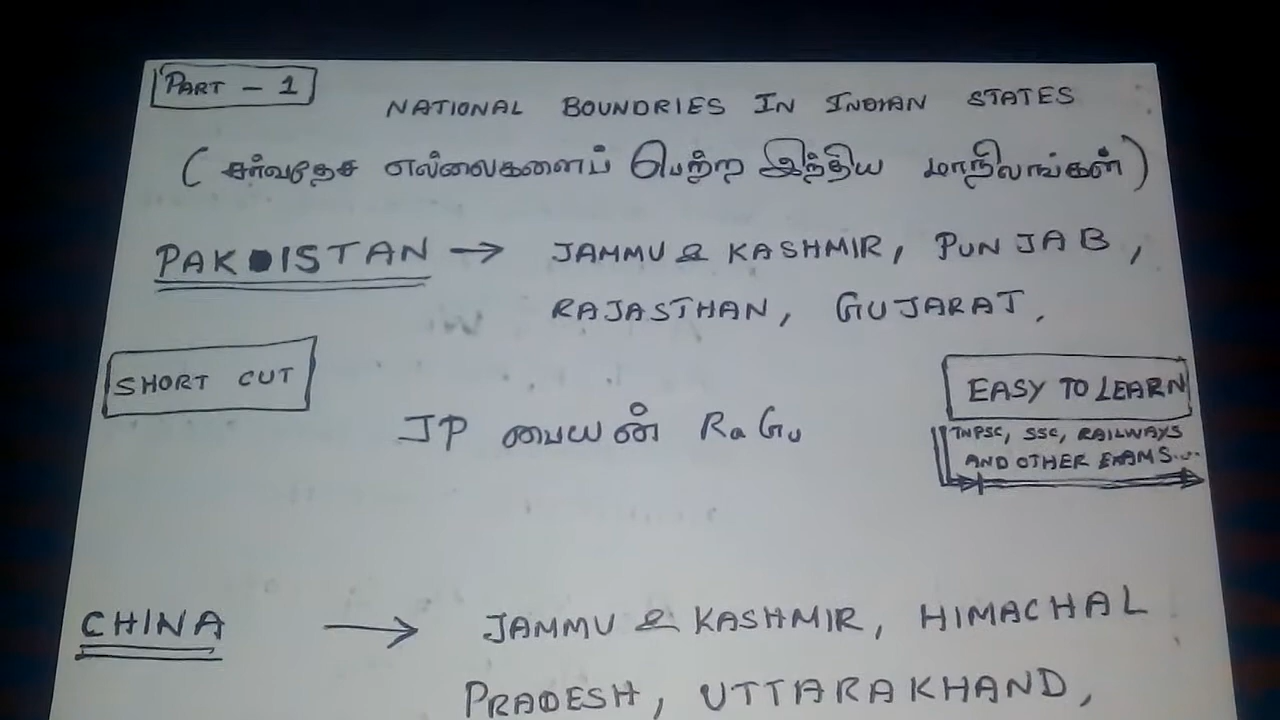 PART - 1
NATIONAL BOUNDRIES IN INDIAN STATES
( சர்வதேச எல்லைகளைப் பெற்ற இந்திய மாநிலங்கள் )
PAKISTAN → JAMMU & KASHMIR, PUNJAB,
RAJASTHAN, GUJARAT.
SHORT CUT
JP பையன் RaGu
EASY TO LEARN
TNPSC, SSC, RAILWAYS
AND OTHER EXAMS...
CHINA → JAMMU & KASHMIR, HIMACHAL
PRADESH, UTTARAKHAND,